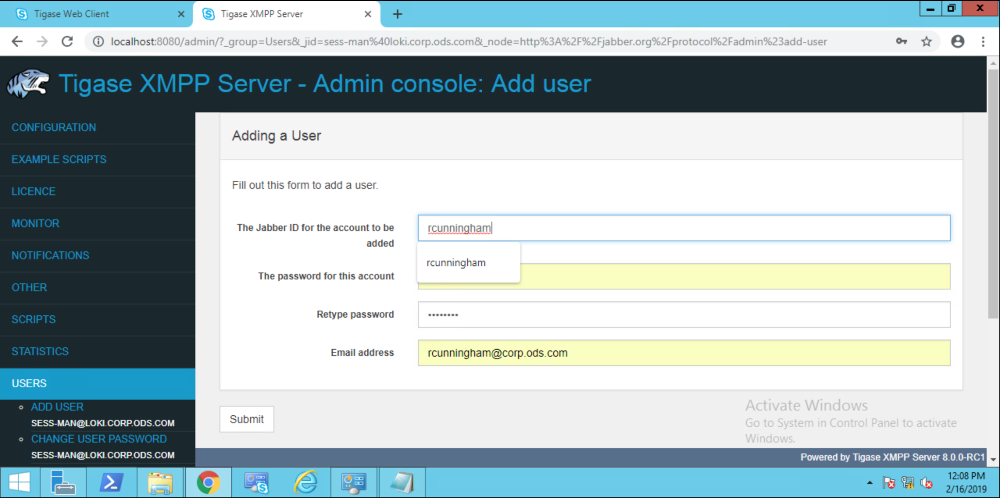 Tigase Web Client
Tigase XMPP Server
localhost:8080/admin/?_group=Users&_jid=sess-man%40loki.corp.ods.com&_node=http%3A%2F%2Fjabber.org%2Fprotocol%2Fadmin%23add-user
Tigase XMPP Server - Admin console: Add user
CONFIGURATION
EXAMPLE SCRIPTS
LICENCE
MONITOR
NOTIFICATIONS
OTHER
SCRIPTS
STATISTICS
USERS
ADD USER
SESS-MAN@LOKI.CORP.ODS.COM
CHANGE USER PASSWORD
SESS-MAN@LOKI.CORP.ODS.COM
Adding a User
Fill out this form to add a user.
The Jabber ID for the account to be
added
rcunningham
rcunningham
The password for this account
Retype password
••••••••
Email address
rcunningham@corp.ods.com
Submit
Activate Windows
Go to System in Control Panel to activate
Windows.
Powered by Tigase XMPP Server 8.0.0-RC1
12:08 PM
2/16/2019